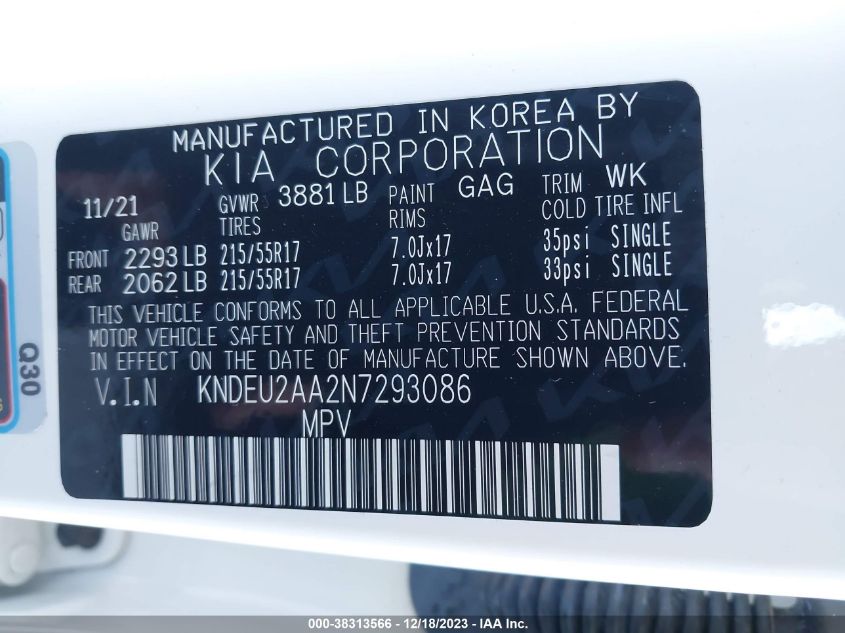 MANUFACTURED IN KOREA BY
KIA CORPORATION
11/21 GVWR 3881 LB PAINT GAG TRIM WK
GAWR TIRES RIMS COLD TIRE INFL
FRONT 2293 LB 215/55R17 7.0Jx17 35psi SINGLE
REAR 2062 LB 215/55R17 7.0Jx17 33psi SINGLE
THIS VEHICLE CONFORMS TO ALL APPLICABLE U.S.A. FEDERAL
MOTOR VEHICLE SAFETY AND THEFT PREVENTION STANDARDS
IN EFFECT ON THE DATE OF MANUFACTURE SHOWN ABOVE.
V.I.N KNDEU2AA2N7293086
MPV
Q30
000-38313566 - 12/18/2023 - IAA Inc.